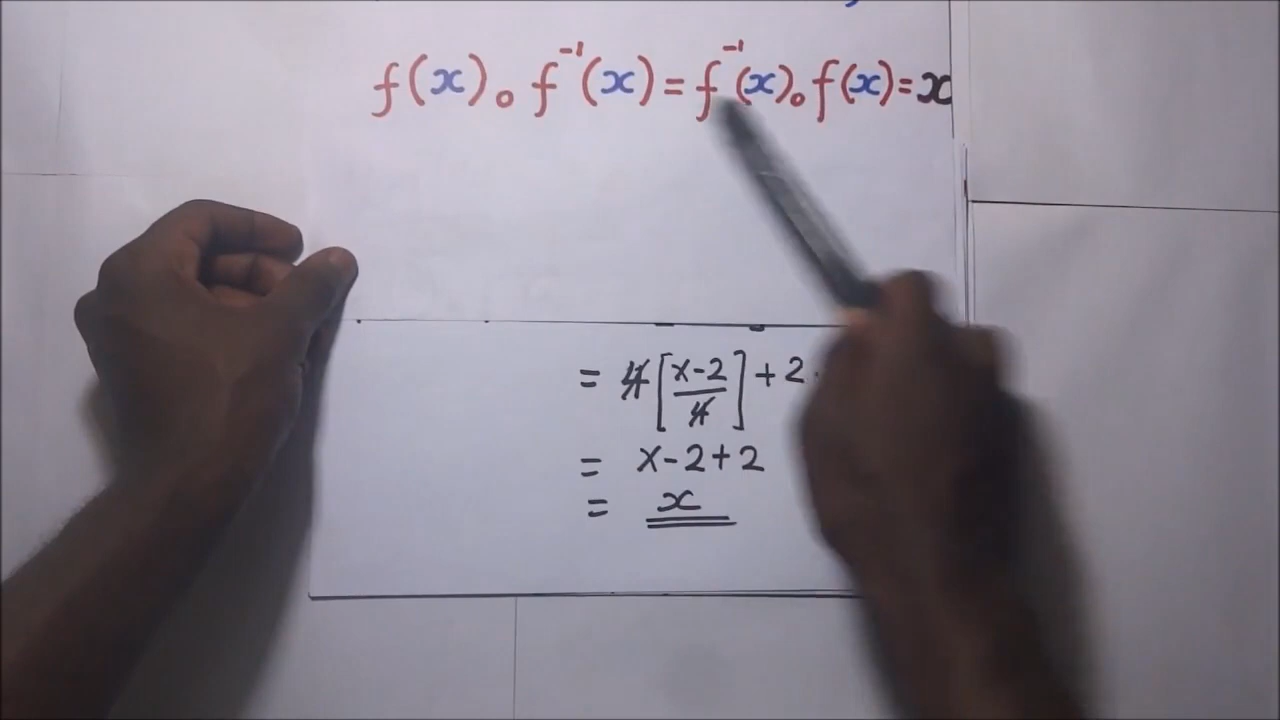 f(x)∘f⁻¹(x)=f⁻¹(x)∘f(x)=x
= 4[x-2/4]+2
= x-2+2
= x